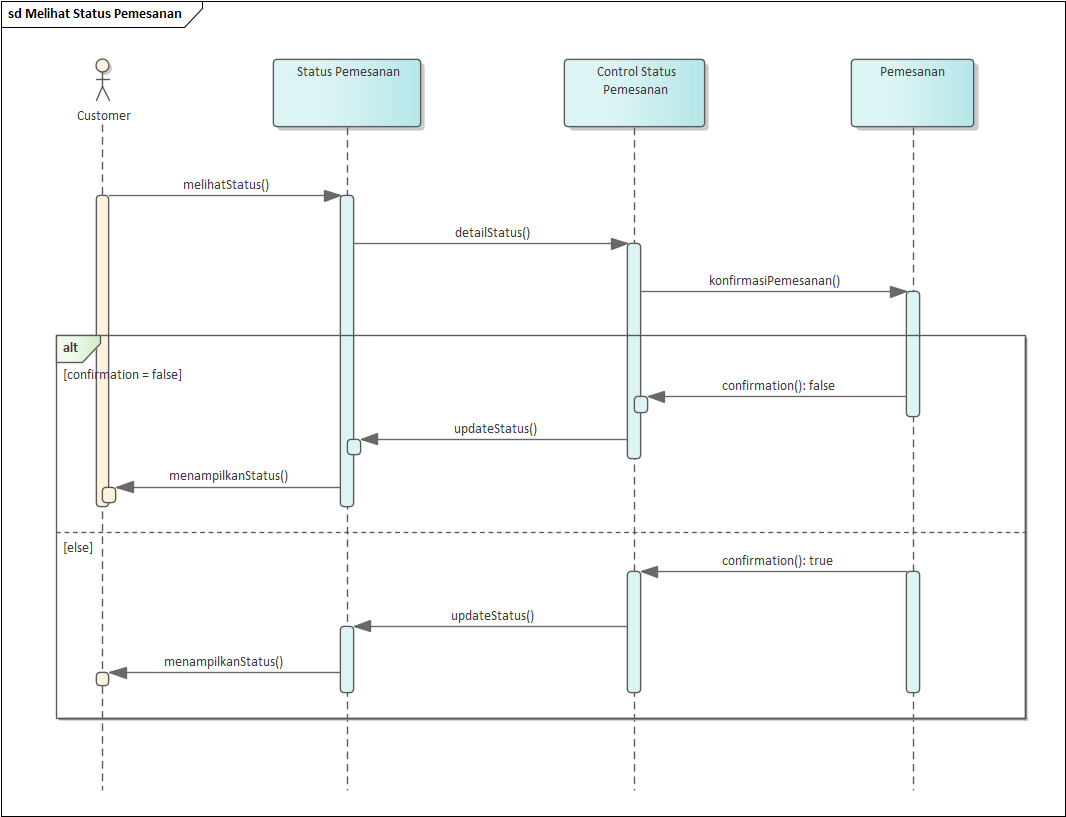 sd Melihat Status Pemesanan
Customer
Status Pemesanan
Control Status
Pemesanan
Pemesanan
melihatStatus()
detailStatus()
konfirmasiPemesanan()
alt
[confirmation = false]
confirmation(): false
updateStatus()
menampilkanStatus()
[else]
confirmation(): true
updateStatus()
menampilkanStatus()